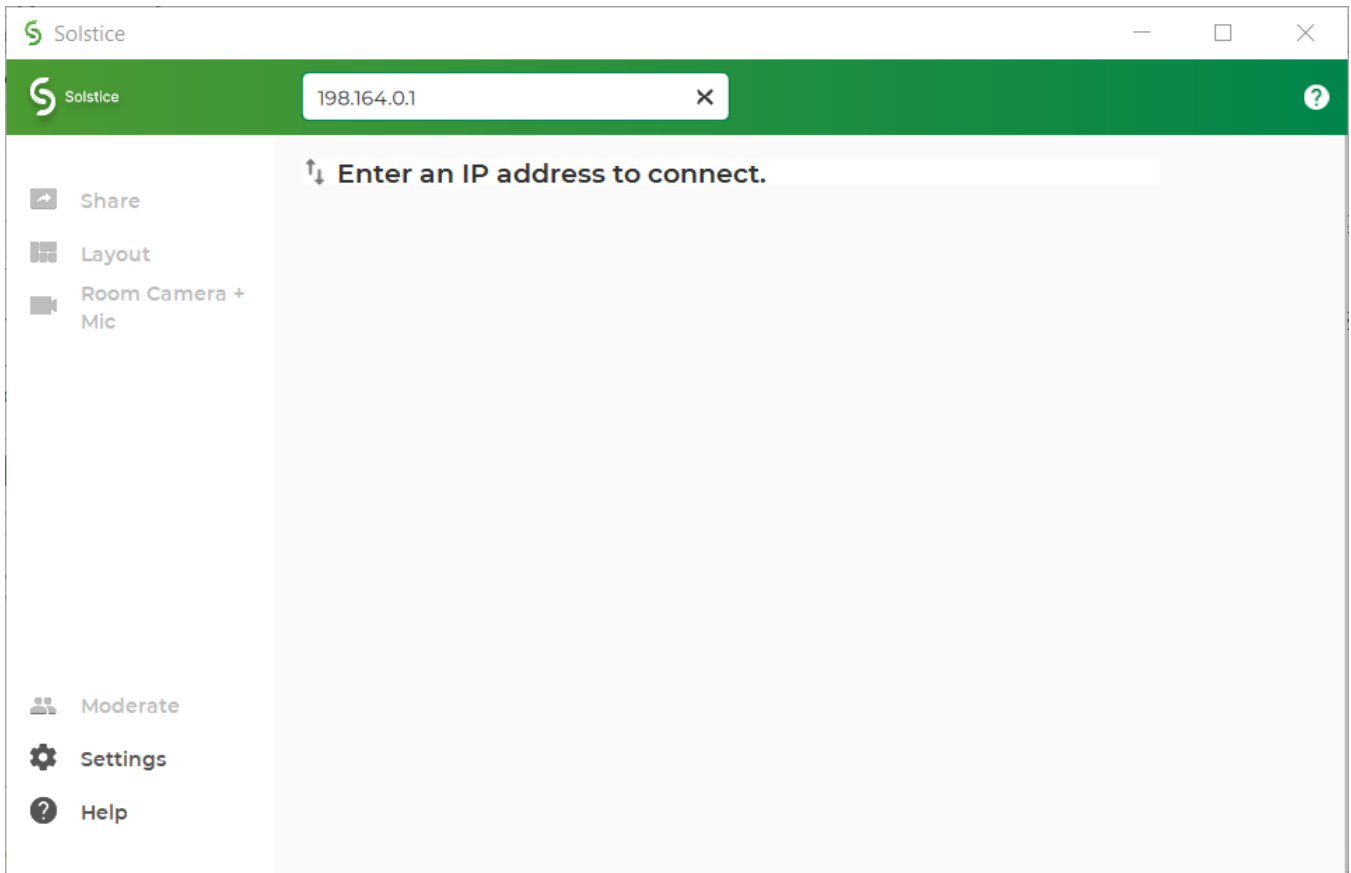 Solstice
Solstice
198.164.0.1
Enter an IP address to connect.
Share
Layout
Room Camera +
Mic
Moderate
Settings
Help